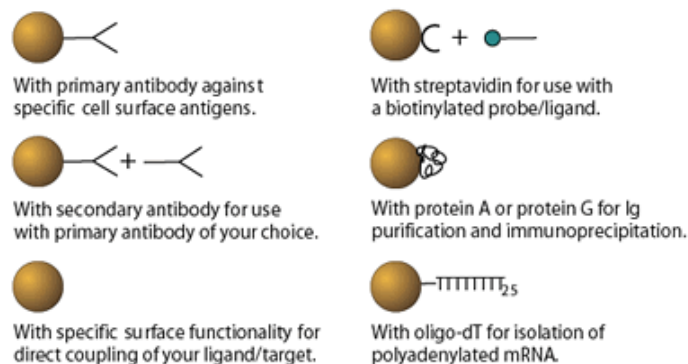 With primary antibody against
specific cell surface antigens.
+
With streptavidin for use with
a biotinylated probe/ligand.
+
With secondary antibody for use
with primary antibody of your choice.
With protein A or protein G for Ig
purification and immunoprecipitation.
With specific surface functionality for
direct coupling of your ligand/target.
TTTTTTTT25
With oligo-dT for isolation of
polyadenylated mRNA.